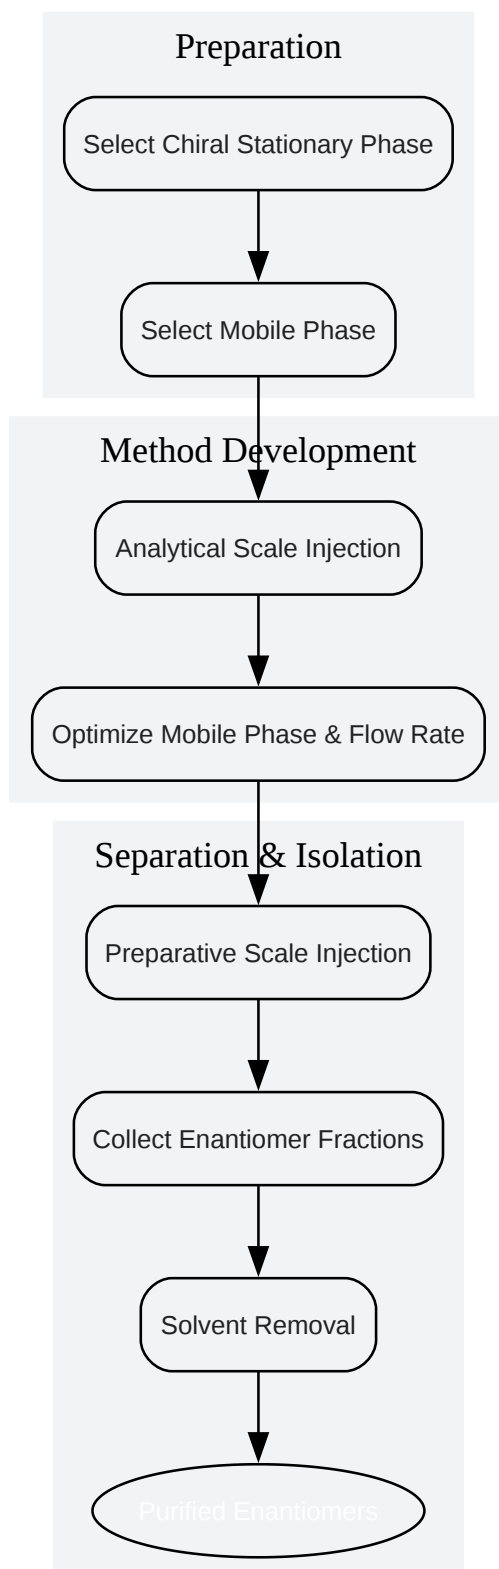 Preparation
Select Chiral Stationary Phase
Select Mobile Phase
Method Development
Analytical Scale Injection
Optimize Mobile Phase & Flow Rate
Separation & Isolation
Preparative Scale Injection
Collect Enantiomer Fractions
Solvent Removal
Purified Enantiomers